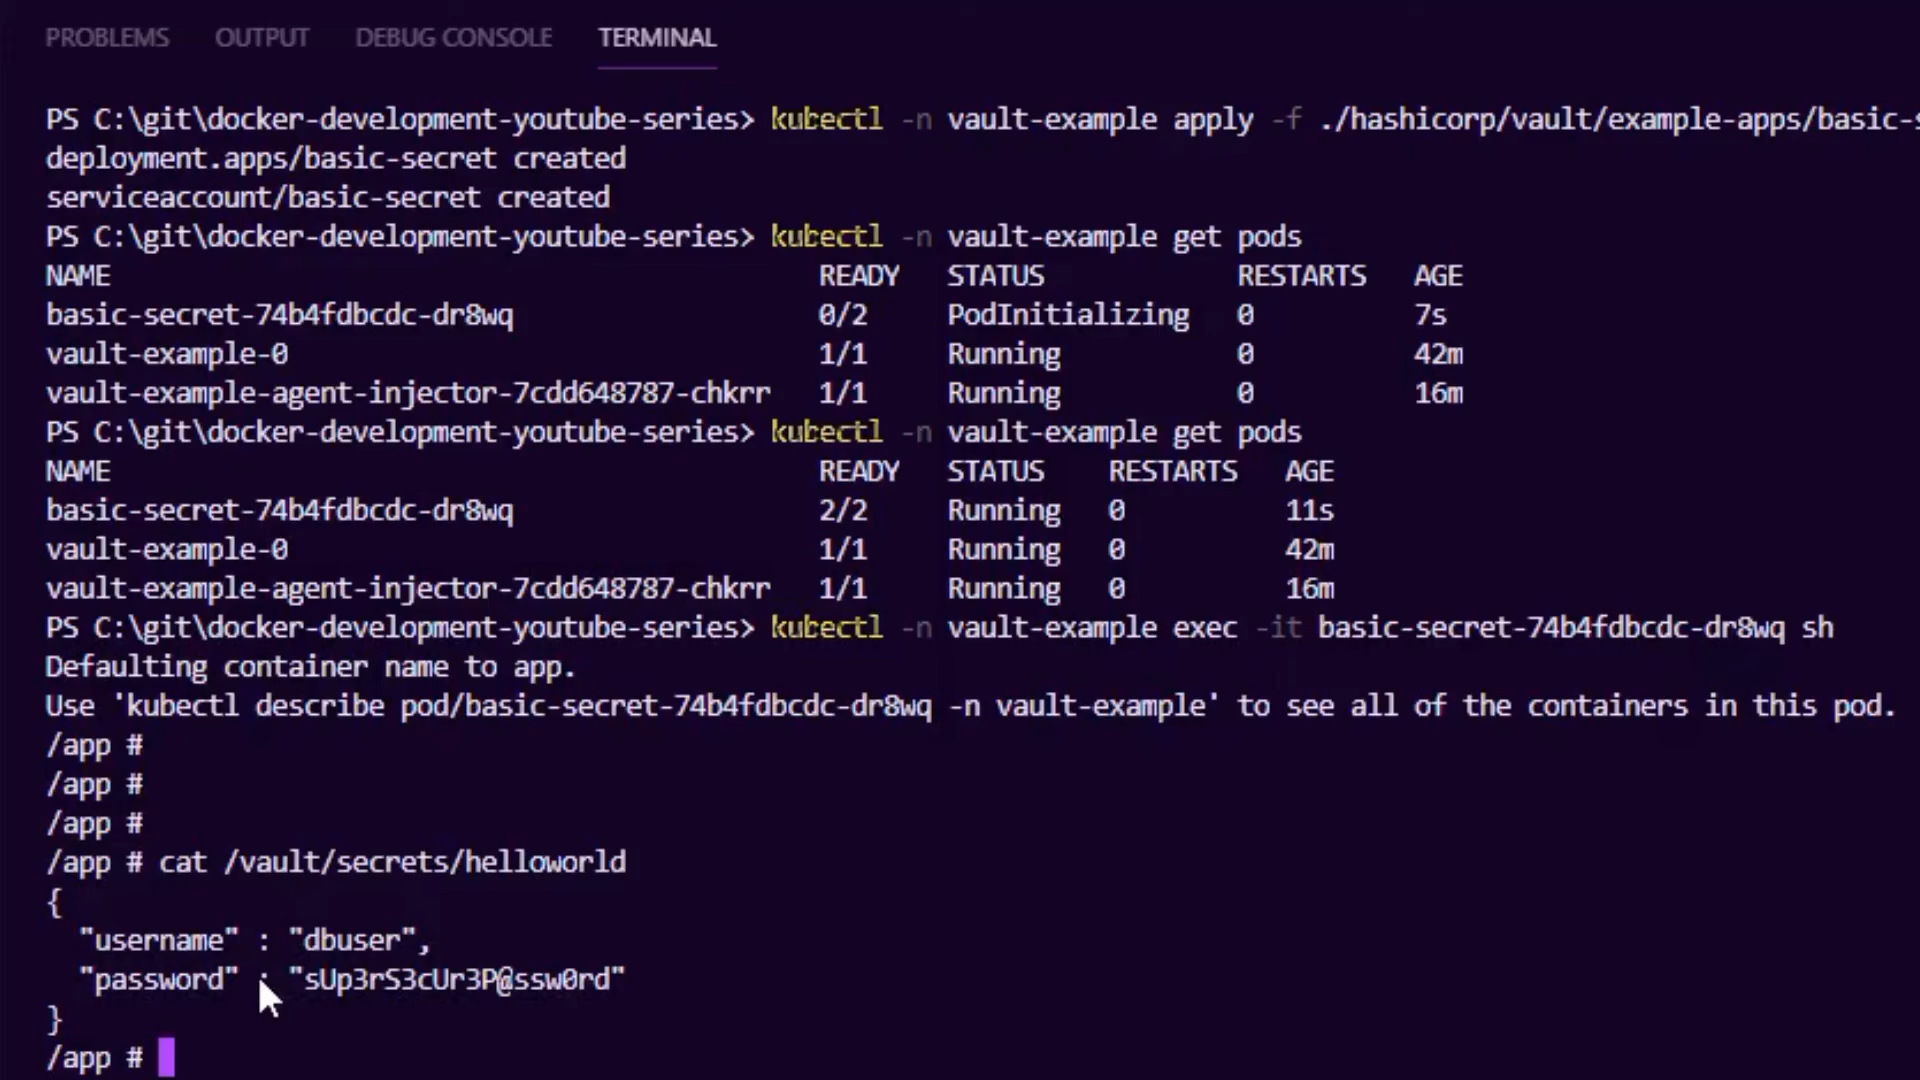 PROBLEMS OUTPUT DEBUG CONSOLE TERMINAL
PS C:\git\docker-development-youtube-series> kubectl -n vault-example apply -f ./hashicorp/vault/example-apps/basic-s
deployment.apps/basic-secret created
serviceaccount/basic-secret created
PS C:\git\docker-development-youtube-series> kubectl -n vault-example get pods
NAME READY STATUS RESTARTS AGE
basic-secret-74b4fdbcdc-dr8wq 0/2 PodInitializing 0 7s
vault-example-0 1/1 Running 0 42m
vault-example-agent-injector-7cdd648787-chkrr 1/1 Running 0 16m
PS C:\git\docker-development-youtube-series> kubectl -n vault-example get pods
NAME READY STATUS RESTARTS AGE
basic-secret-74b4fdbcdc-dr8wq 2/2 Running 0 11s
vault-example-0 1/1 Running 0 42m
vault-example-agent-injector-7cdd648787-chkrr 1/1 Running 0 16m
PS C:\git\docker-development-youtube-series> kubectl -n vault-example exec -it basic-secret-74b4fdbcdc-dr8wq sh
Defaulting container name to app.
Use 'kubectl describe pod/basic-secret-74b4fdbcdc-dr8wq -n vault-example' to see all of the containers in this pod.
/app #
/app #
/app #
/app # cat /vault/secrets/helloworld
{
"username" : "dbuser",
"password" : "sUp3rS3cUr3P@ssw0rd"
}
/app #